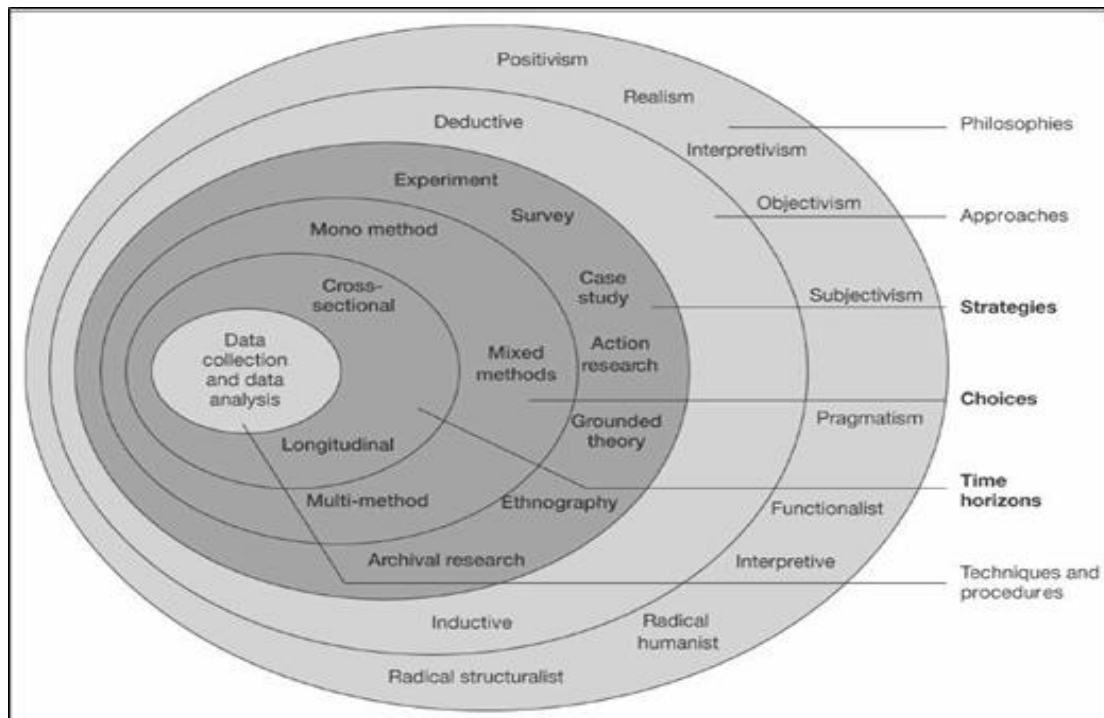 Positivism
Realism
Deductive
Philosophies
Interpretivism
Experiment
Objectivism
Survey
Approaches
Mono method
Cross-
sectional
Case
study
Subjectivism
Strategies
Data
collection
and data
analysis
Mixed
methods
Action
research
Choices
Grounded
theory
Pragmatism
Longitudinal
Multi-method
Ethnography
Time
horizons
Functionalist
Archival research
Interpretive
Techniques and
procedures
Inductive
Radical
humanist
Radical structuralist